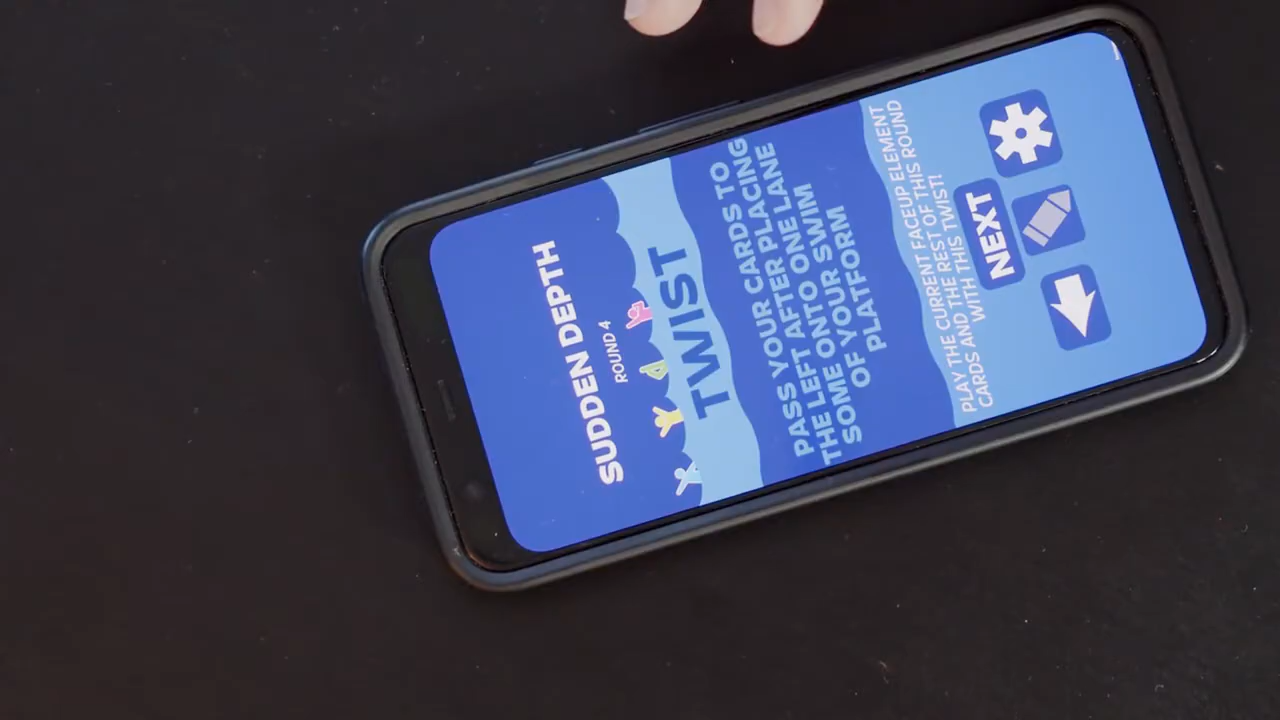 SUDDEN DEPTH
ROUND 4
TWIST
PASS YOUR CARDS TO
THE LEFT AFTER PLACING
SOME ONTO ONE LANE
OF YOUR SWIM
PLATFORM
PLAY THE CURRENT FACEUP ELEMENT
CARDS AND THE REST OF THIS ROUND
WITH THIS TWIST!
NEXT